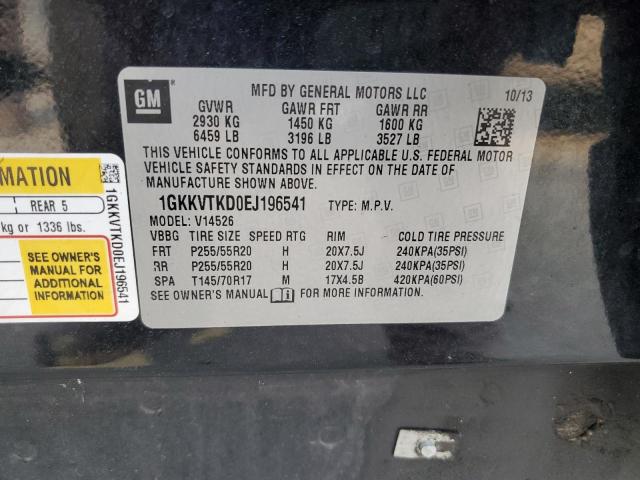 GM
MFD BY GENERAL MOTORS LLC
10/13
GVWR GAWR FRT GAWR RR
2930 KG 1450 KG 1600 KG
6459 LB 3196 LB 3527 LB
THIS VEHICLE CONFORMS TO ALL APPLICABLE U.S. FEDERAL MOTOR
VEHICLE SAFETY STANDARDS IN EFFECT ON THE DATE OF
MANUFACTURE SHOWN ABOVE.
1GKKVTKD0EJ196541 TYPE: M.P.V.
MODEL: V14526
VBBG TIRE SIZE SPEED RTG RIM COLD TIRE PRESSURE
FRT P255/55R20 H 20X7.5J 240KPA(35PSI)
RR P255/55R20 H 20X7.5J 240KPA(35PSI)
SPA T145/70R17 M 17X4.5B 420KPA(60PSI)
SEE OWNER'S MANUAL FOR MORE INFORMATION.
MATION
REAR 5
kg or 1336 lbs.
SEE OWNER'S
MANUAL FOR
ADDITIONAL
INFORMATION
1GKKVTKD0EJ196541